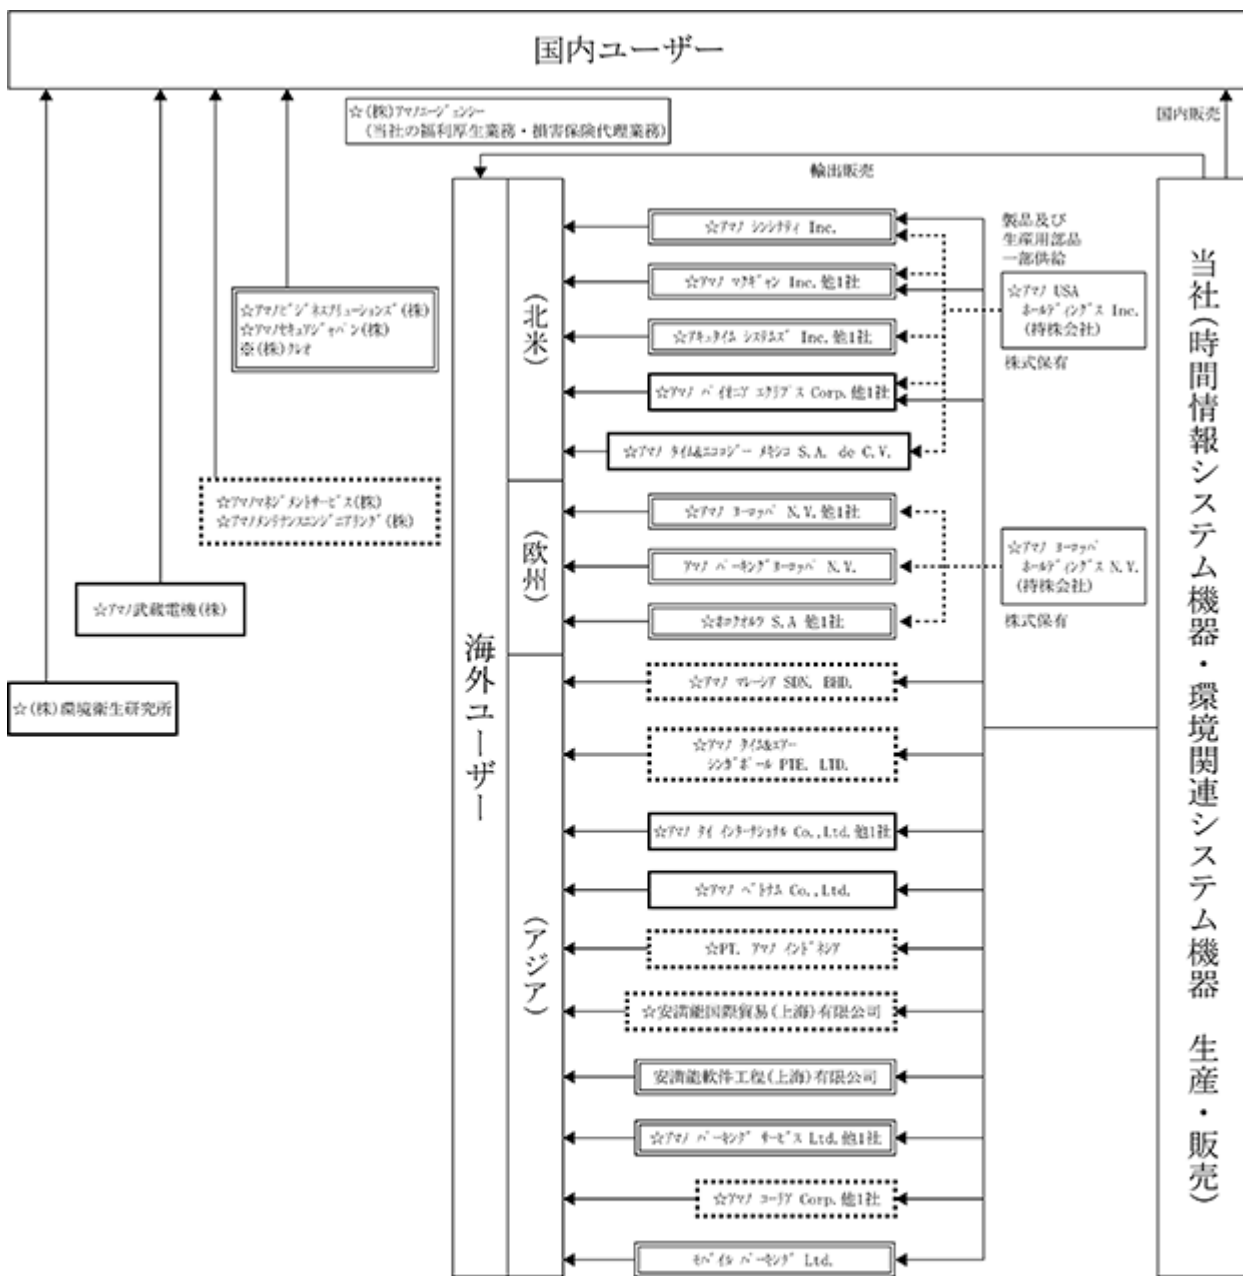 国内ユーザー
☆(株)ｱﾏﾉｴｰｼﾞｪﾝｼｰ
(当社の福利厚生業務・損害保険代理業務)
国内販売
輸出販売
海外ユーザー
(北米)
(欧州)
(アジア)
☆ｱﾏﾉﾋﾞｼﾞﾈｽｿﾘｭｰｼｮﾝｽﾞ(株)
☆ｱﾏﾉｾｷｭｱｼﾞｬﾊﾟﾝ(株)
※(株)ｸﾚｵ
☆ｱﾏﾉﾏﾈｼﾞﾒﾝﾄｻｰﾋﾞｽ(株)
☆ｱﾏﾉﾒﾝﾃﾅﾝｽｴﾝｼﾞﾆｱﾘﾝｸﾞ(株)
☆ｱﾏﾉ武蔵電機(株)
☆(株)環境衛生研究所
☆ｱﾏﾉ ｼﾝｼﾅﾃｨ Inc.
☆ｱﾏﾉ ﾏｸｷﾞｬﾝ Inc.他1社
☆ｱｷｭﾀｲﾑ ｼｽﾃﾑｽﾞ Inc.他1社
☆ｱﾏﾉ ﾊﾟｲｵﾆｱ ｴｸﾘﾌﾟｽ Corp.他1社
☆ｱﾏﾉ ﾀｲﾑ&ｴｺﾛｼﾞｰ ﾒｷｼｺ S.A. de C.V.
☆ｱﾏﾉ ﾖｰﾛｯﾊﾟ N.V.他1社
ｱﾏﾉ ﾊﾟｰｷﾝｸﾞﾖｰﾛｯﾊﾟ N.V.
☆ﾎﾛｸｵﾙﾂ S.A 他1社
☆ｱﾏﾉ ﾏﾚｰｼｱ SDN. BHD.
☆ｱﾏﾉ ﾀｲﾑ&ｴｱｰ
ｼﾝｶﾞﾎﾟｰﾙ PTE. LTD.
☆ｱﾏﾉ ﾀｲ ｲﾝﾀｰﾅｼｮﾅﾙ Co.,Ltd.他1社
☆ｱﾏﾉ ﾍﾞﾄﾅﾑ Co.,Ltd.
☆PT. ｱﾏﾉ ｲﾝﾄﾞﾈｼｱ
☆安満能国際貿易(上海)有限公司
安満能軟件工程(上海)有限公司
☆ｱﾏﾉ ﾊﾟｰｷﾝｸﾞ ｻｰﾋﾞｽ Ltd.他1社
☆ｱﾏﾉ ｺｰﾘｱ Corp.他1社
ﾓﾊﾞｲﾙ ﾊﾟｰｷﾝｸﾞ Ltd.
製品及び
生産用部品
一部供給
☆ｱﾏﾉ USA
ﾎｰﾙﾃﾞｨﾝｸﾞｽ Inc.
(持株会社)
株式保有
☆ｱﾏﾉ ﾖｰﾛｯﾊﾟ
ﾎｰﾙﾃﾞｨﾝｸﾞｽ N.V.
(持株会社)
株式保有
当社(時間情報システム機器・環境関連システム機器 生産・販売)